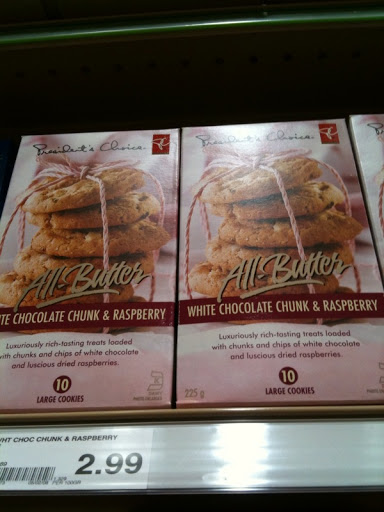 President's Choice
PC
All-Butter
TE CHOCOLATE CHUNK & RASPBERRY
Luxuriously rich-tasting treats loaded
with chunks and chips of white chocolate
and luscious dried raspberries.
10
LARGE COOKIES
President's Choice
PC
All-Butter
WHITE CHOCOLATE CHUNK & RASPBERRY
Luxuriously rich-tasting treats loaded
with chunks and chips of white chocolate
and luscious dried raspberries.
225 g
10
LARGE COOKIES
WHT CHOC CHUNK & RASPBERRY
2.99